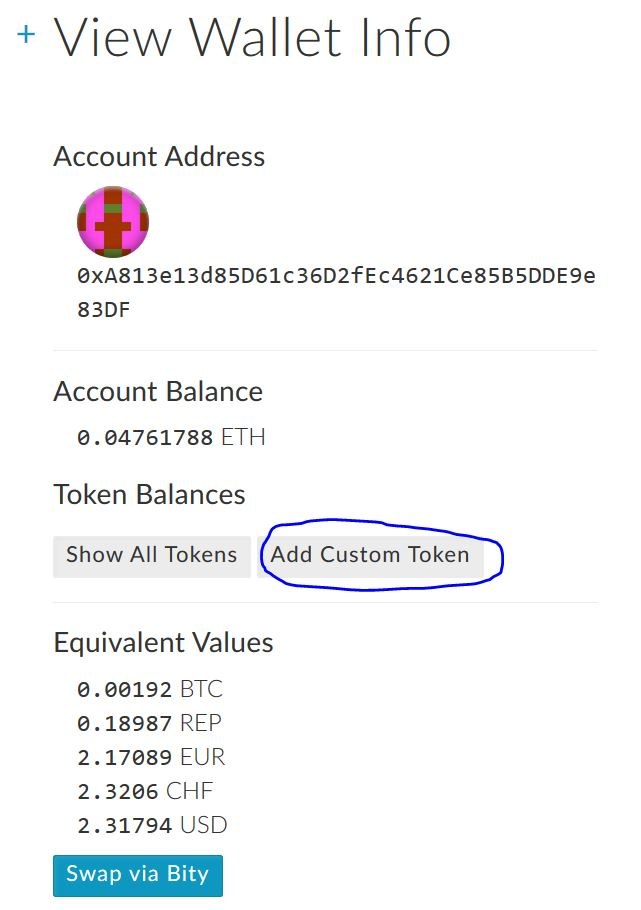 + View Wallet Info
Account Address
0xA813e13d85D61c36D2fEc4621Ce85B5DDE9e
83DF
Account Balance
0.04761788 ETH
Token Balances
Show All Tokens Add Custom Token
Equivalent Values
0.00192 BTC
0.18987 REP
2.17089 EUR
2.3206 CHF
2.31794 USD
Swap via Bity